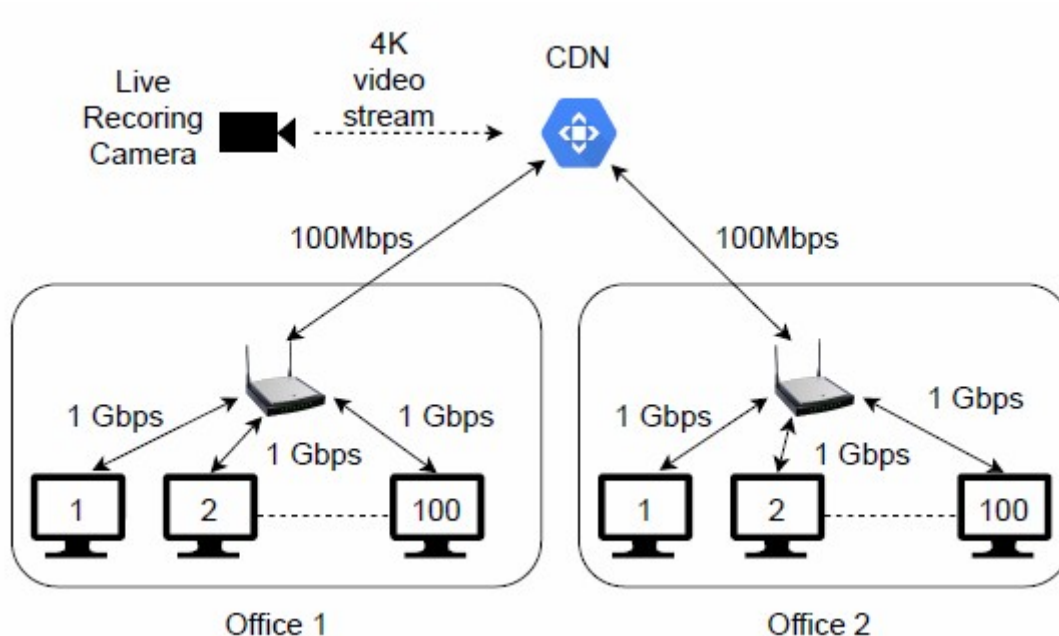 4K
video
stream
CDN
Live
Recoring
Camera
100Mbps
100Mbps
1 Gbps
1 Gbps
1 Gbps
1 Gbps
1 Gbps
1 Gbps
1
2
100
1
2
100
Office 1
Office 2